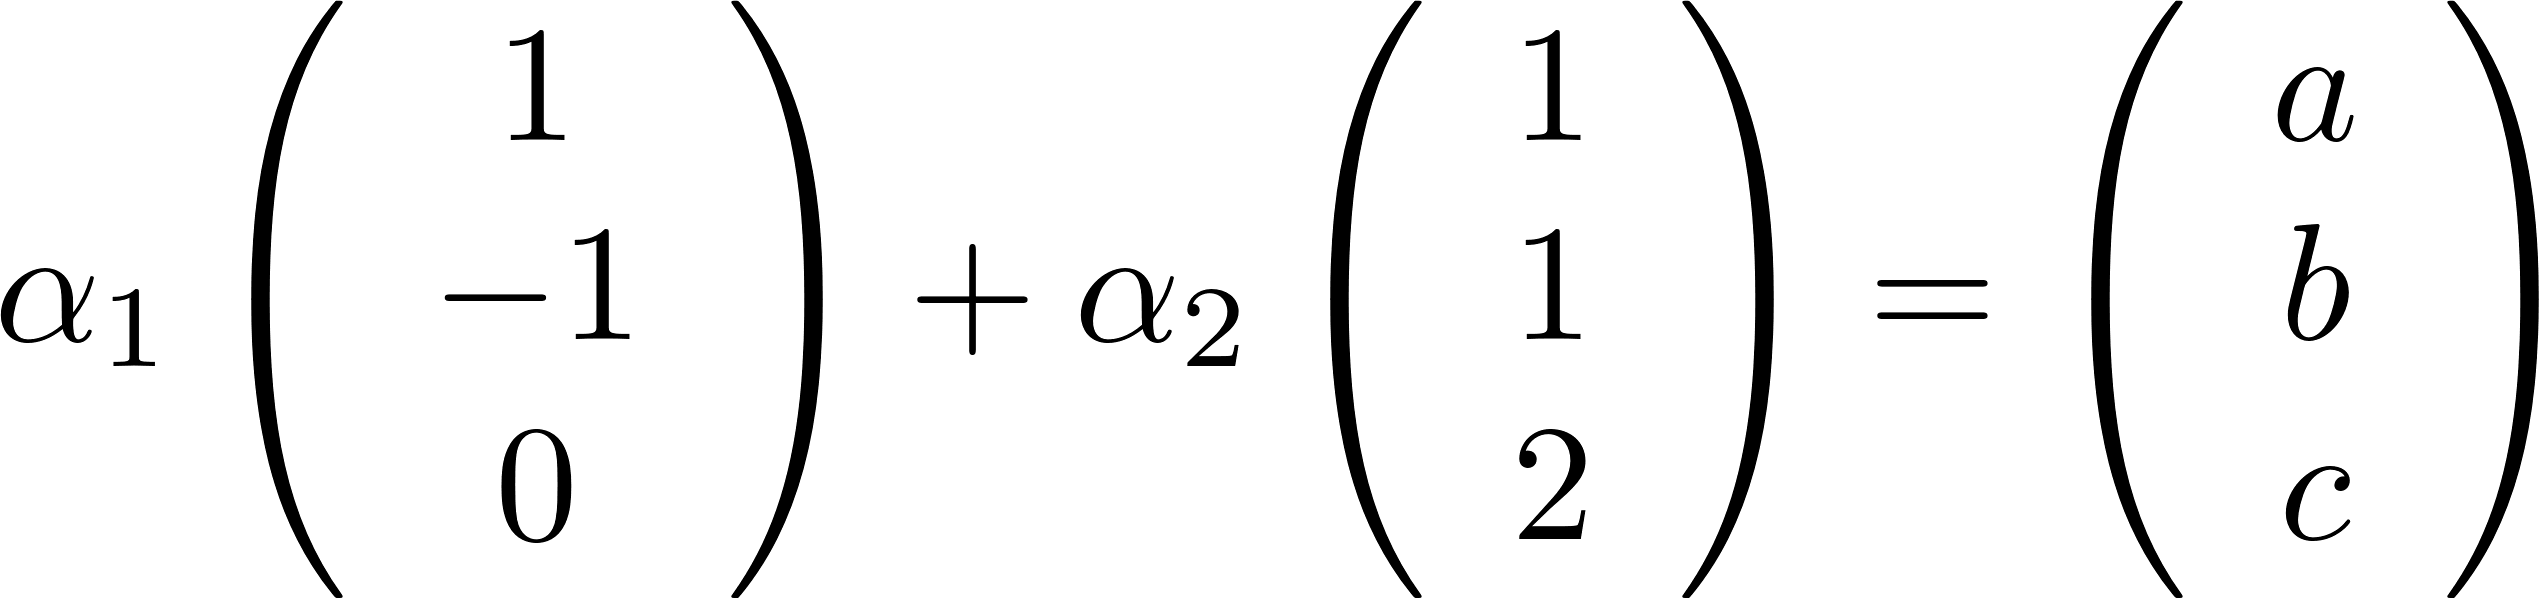 α₁ ( 1 −1 0 ) + α₂ ( 1 1 2 ) = ( a b c )